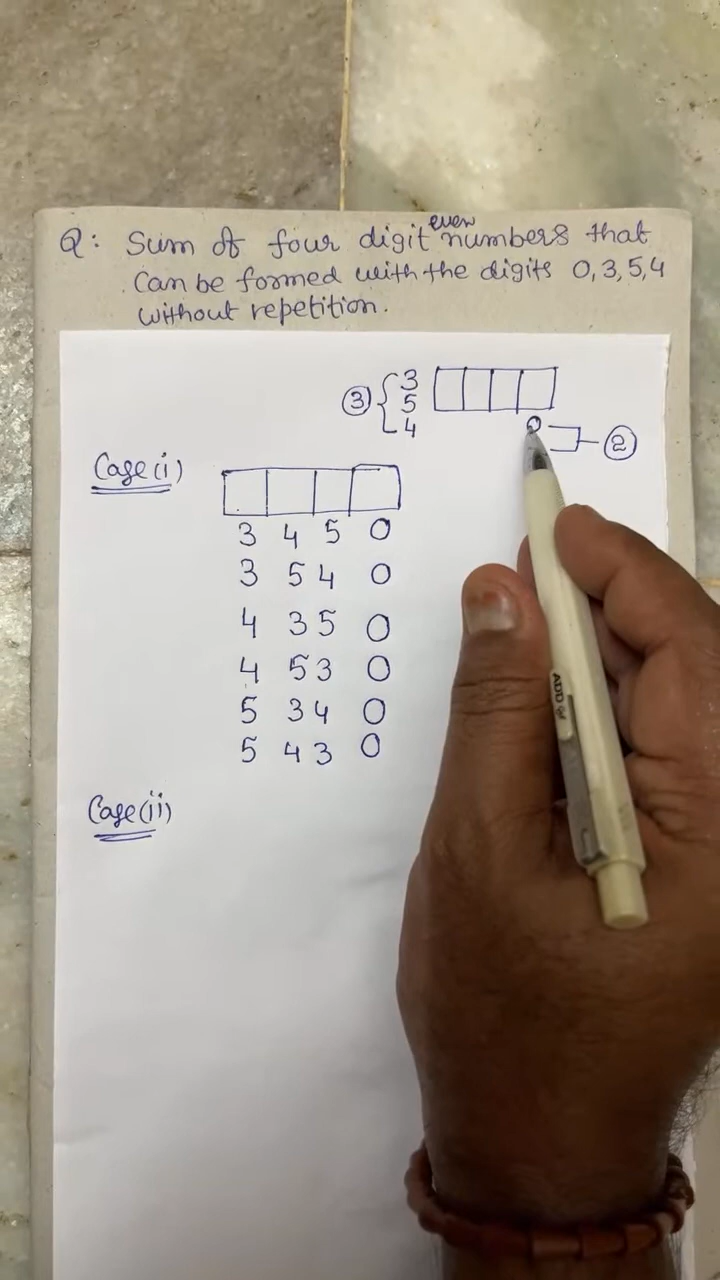 Q: Sum of four digit even numbers that
can be formed with the digits 0,3,5,4
without repetition.
③ { 3
5
4
0 ②
Case(i)
3 4 5 0
3 5 4 0
4 3 5 0
4 5 3 0
5 3 4 0
5 4 3 0
Case(ii)
ADD